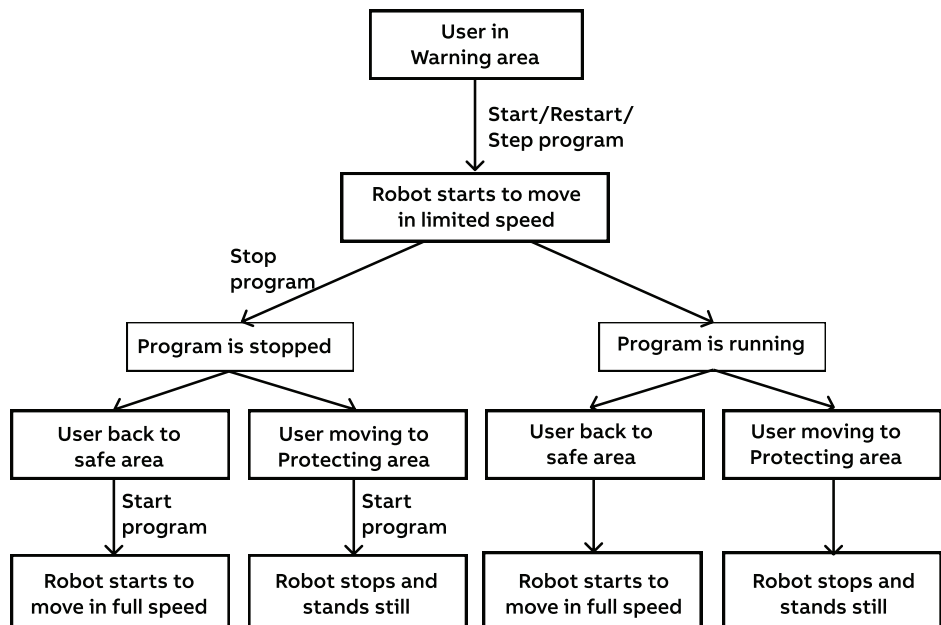 User in
Warning area
Start/Restart/
Step program
Robot starts to move
in limited speed
Stop
program
Program is stopped
Program is running
User back to
safe area
User moving to
Protecting area
User back to
safe area
User moving to
Protecting area
Start
program
Start
program
Robot starts to
move in full speed
Robot stops and
stands still
Robot starts to
move in full speed
Robot stops and
stands still